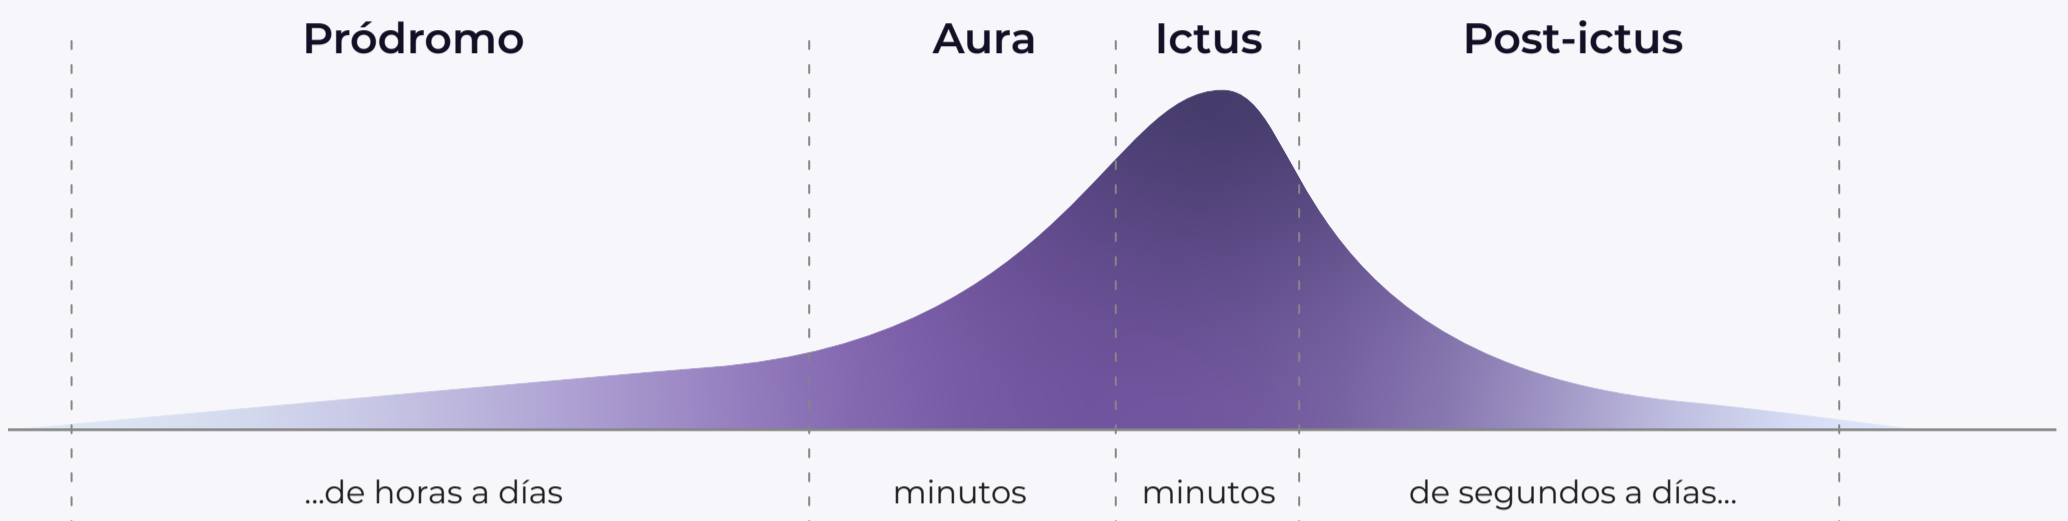 Pródromo Aura Ictus Post-ictus
...de horas a días minutos minutos de segundos a días...